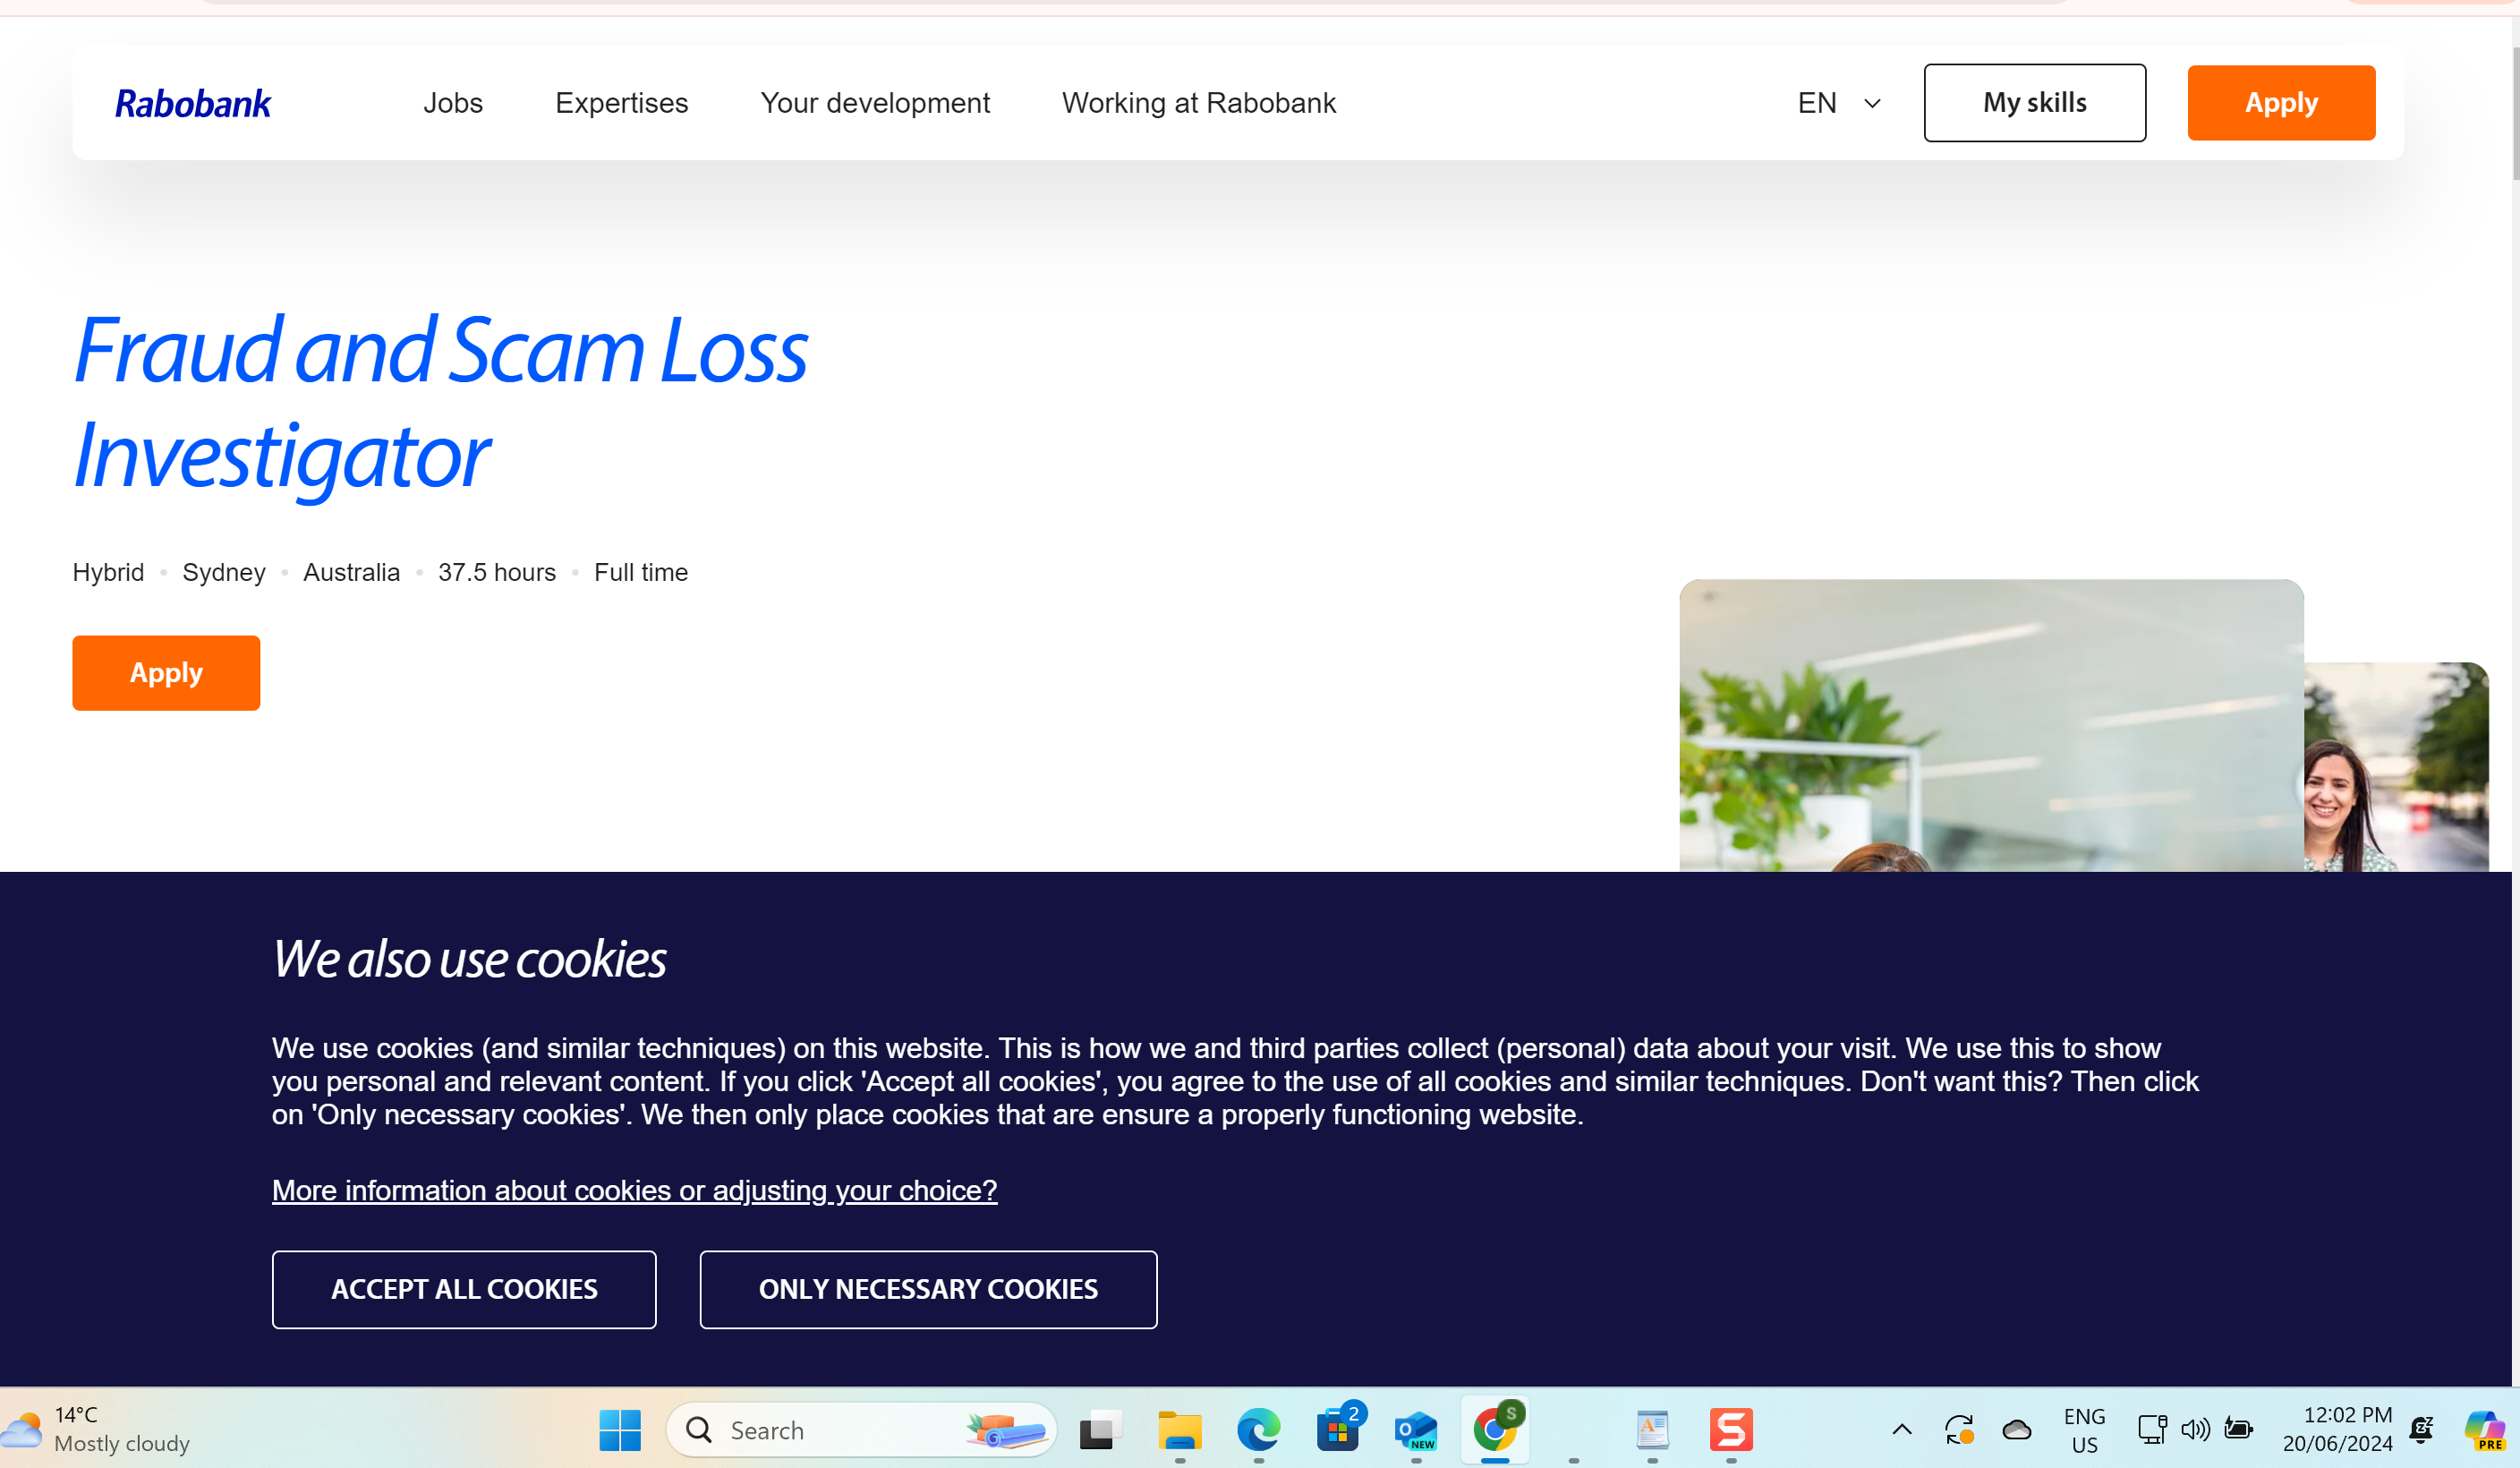 Rabobank
Jobs
Expertises
Your development
Working at Rabobank
EN
My skills
Apply
Fraud and Scam Loss
Investigator
Hybrid • Sydney • Australia • 37.5 hours • Full time
Apply
We also use cookies
We use cookies (and similar techniques) on this website. This is how we and third parties collect (personal) data about your visit. We use this to show
you personal and relevant content. If you click 'Accept all cookies', you agree to the use of all cookies and similar techniques. Don't want this? Then click
on 'Only necessary cookies'. We then only place cookies that are ensure a properly functioning website.
More information about cookies or adjusting your choice?
ACCEPT ALL COOKIES
ONLY NECESSARY COOKIES
14°C
Mostly cloudy
Search
2
NEW
S
ENG
US
12:02 PM
20/06/2024
PRE